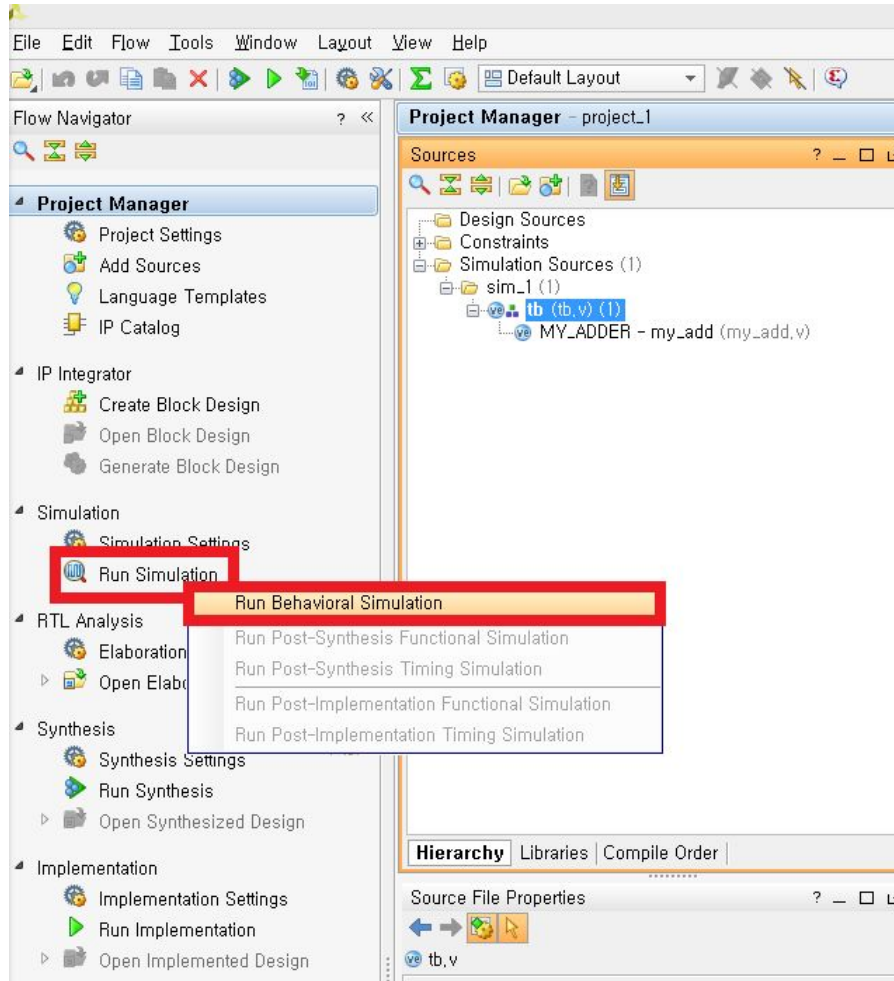 File Edit Flow Tools Window Layout View Help
Default Layout
Flow Navigator
Project Manager
Project Settings
Add Sources
Language Templates
IP Catalog
IP Integrator
Create Block Design
Open Block Design
Generate Block Design
Simulation
Simulation Settings
Run Simulation
Run Behavioral Simulation
Run Post-Synthesis Functional Simulation
Run Post-Synthesis Timing Simulation
Run Post-Implementation Functional Simulation
Run Post-Implementation Timing Simulation
RTL Analysis
Elaboration
Open
Synthesis
Synthesis Settings
Run Synthesis
Open Synthesized Design
Implementation
Implementation Settings
Run Implementation
Open Implemented Design
Project Manager - project_1
Sources
Design Sources
Constraints
Simulation Sources (1)
sim_1 (1)
tb (tb.v) (1)
MY_ADDER - my_add (my_add.v)
Hierarchy Libraries Compile Order
Source File Properties
tb.v